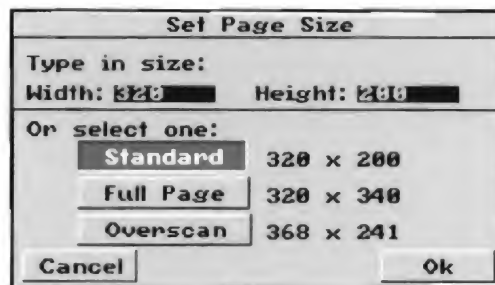 Set Page Size
Type in size:
Width: 320 Height: 200
Or select one:
Standard 320 x 200
Full Page 320 x 340
Overscan 368 x 241
Cancel Ok